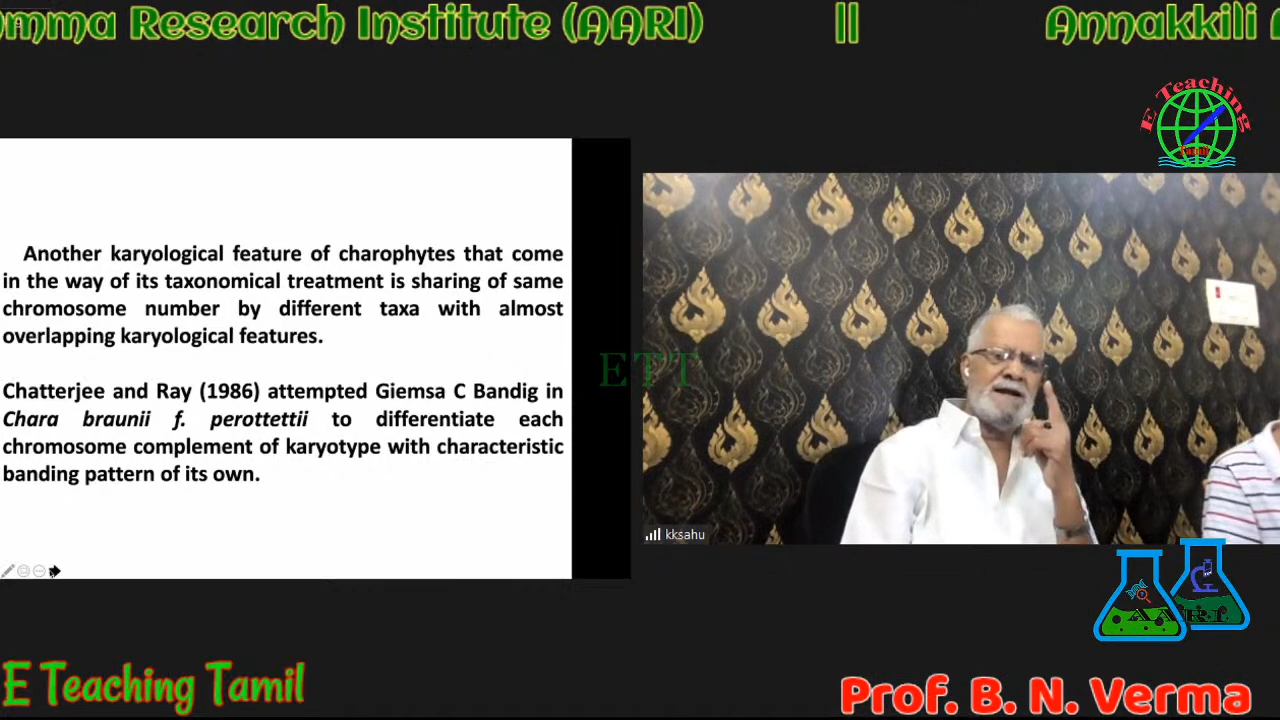 mma Research Institute (AARI) || Annakkili A
E Teaching
Tamil
Another karyological feature of charophytes that come
in the way of its taxonomical treatment is sharing of same
chromosome number by different taxa with almost
overlapping karyological features.
Chatterjee and Ray (1986) attempted Giemsa C Bandig in
Chara braunii f. perottettii to differentiate each
chromosome complement of karyotype with characteristic
banding pattern of its own.
ETT
kksahu
AARI
E Teaching Tamil
Prof. B. N. Verma